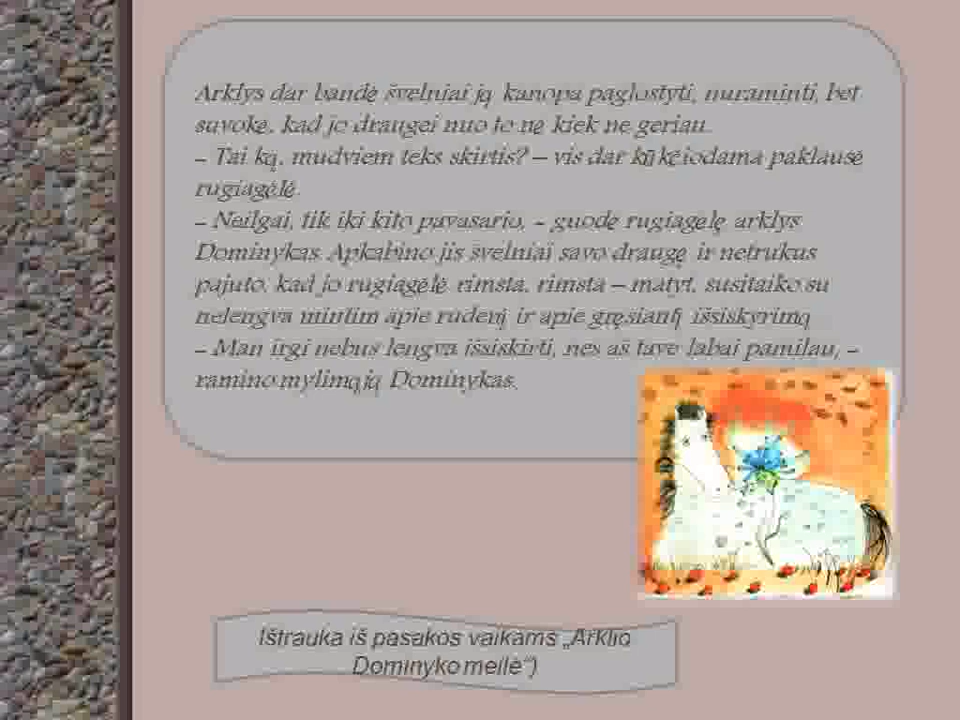 Arklys dar bandė švelniai ją kanopa paglostyti, nuraminti, bet
suvokė, kad jo draugei nuo to nė kiek ne geriau.
– Tai ką, mudviem teks skirtis? – vis dar kūkčiodama paklausė
rugiagėlė.
– Neilgai, tik iki kito pavasario, – guodė rugiagėlę arklys
Dominykas. Apkabino jis švelniai savo draugę ir netrukus
pajuto, kad jo rugiagėlė rimsta, rimsta – matyt, susitaiko su
nelengva mintim apie rudenį ir apie gręsiantį išsiskyrimą.
– Man irgi nebus lengva išsiskirti, nes aš tave labai pamilau, –
ramino mylimąją Dominykas.
Ištrauka iš pasakos vaikams „Arklio
Dominyko meilė“)